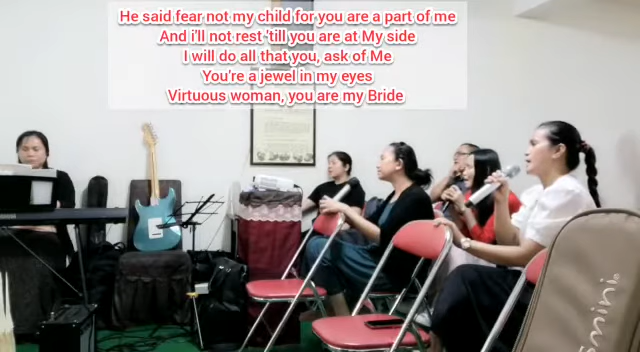 He said fear not my child for you are a part of me
And i'll not rest 'till you are at My side
I will do all that you, ask of Me
You're a jewel in my eyes
Virtuous woman, you are my Bride
mini.